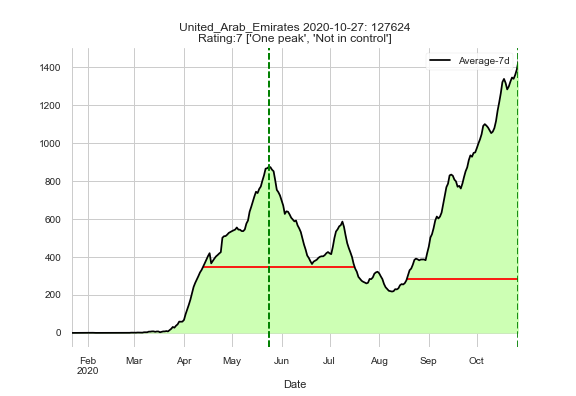 United_Arab_Emirates 2020-10-27: 127624
Rating:7 ['One peak', 'Not in control']
Average-7d
1400
1200
1000
800
600
400
200
0
Feb Mar Apr May Jun Jul Aug Sep Oct
2020
Date